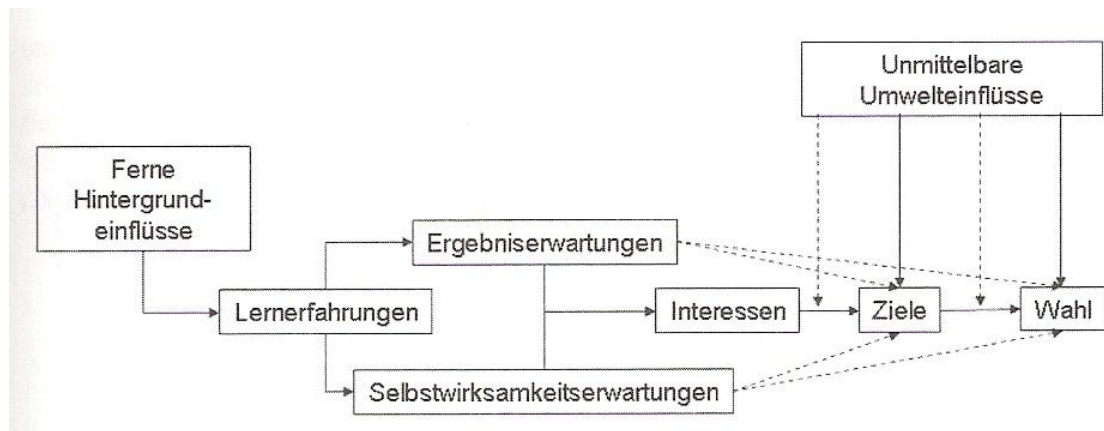 Unmittelbare
Umwelteinflüsse
Ferne
Hintergrund-
einflüsse
Ergebniserwartungen
Lernerfahrungen
Interessen
Ziele
Wahl
Selbstwirksamkeitserwartungen